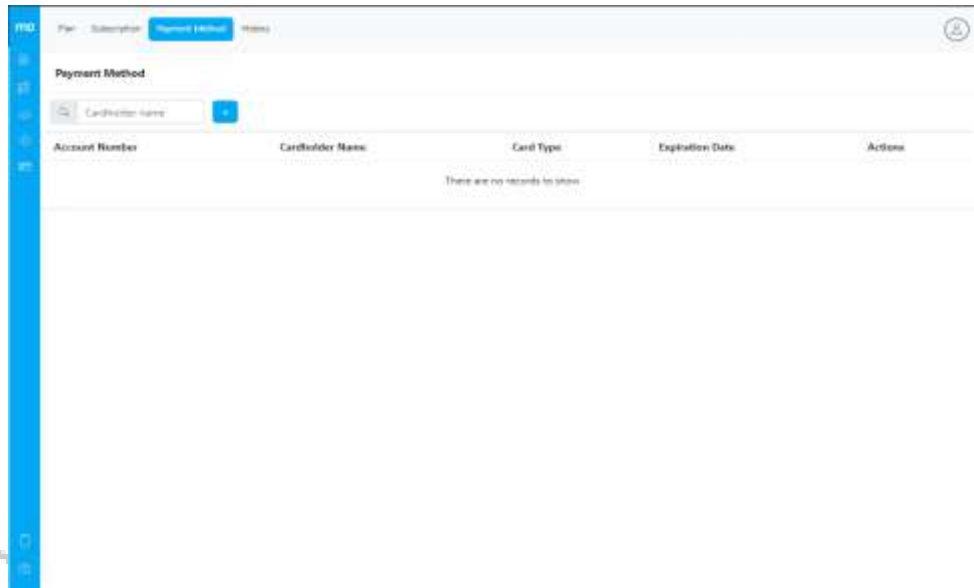 mo
Plan Subscription Payment Method History
Payment Method
Cardholder name
+
Account Number Cardholder Name Card Type Expiration Date Actions
There are no records to show